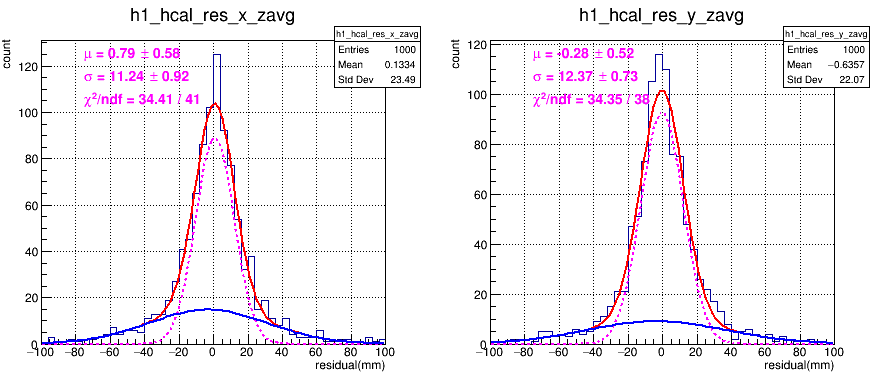 h1_hcal_res_x_zavg
count
μ = 0.79 ± 0.58
σ = 11.24 ± 0.92
χ²/ndf = 34.41 / 41
h1_hcal_res_x_zavg
Entries 1000
Mean 0.1334
Std Dev 23.49
120
100
80
60
40
20
0
−100 −80 −60 −40 −20 0 20 40 60 80 100
residual(mm)
h1_hcal_res_y_zavg
count
μ = -0.28 ± 0.52
σ = 12.37 ± 0.73
χ²/ndf = 34.35 / 38
h1_hcal_res_y_zavg
Entries 1000
Mean −0.6357
Std Dev 22.07
120
100
80
60
40
20
0
−100 −80 −60 −40 −20 0 20 40 60 80 100
residual(mm)